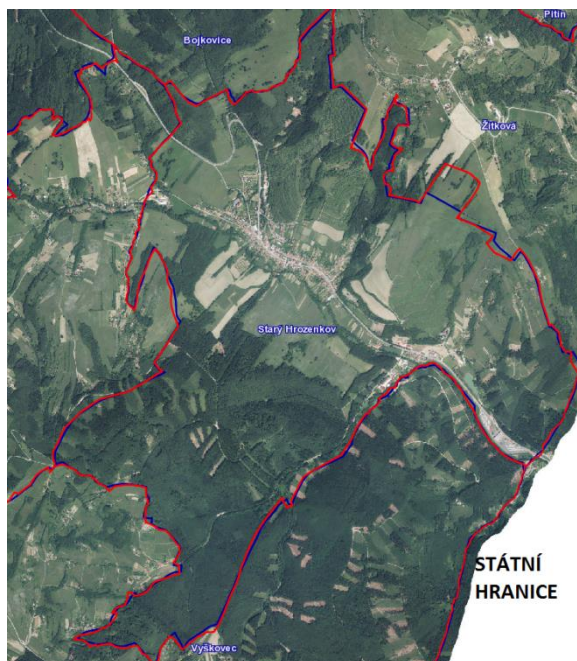 Pitín
Bojkovice
Žítková
Starý Hrozenkov
STÁTNÍ
HRANICE
Vyškovec